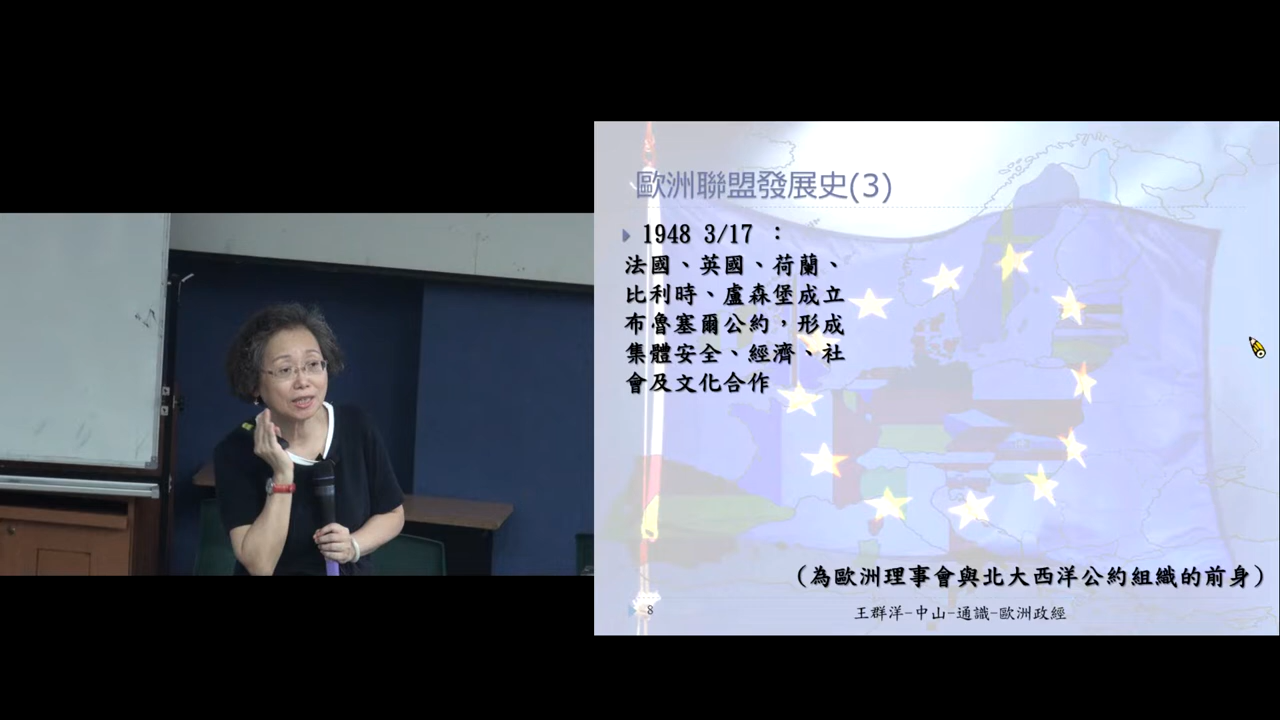 歐洲聯盟發展史(3)
1948 3/17 :
法國、英國、荷蘭、
比利時、盧森堡成立
布魯塞爾公約，形成
集體安全、經濟、社
會及文化合作
(為歐洲理事會與北大西洋公約組織的前身)
8
王群洋-中山-通識-歐洲政經